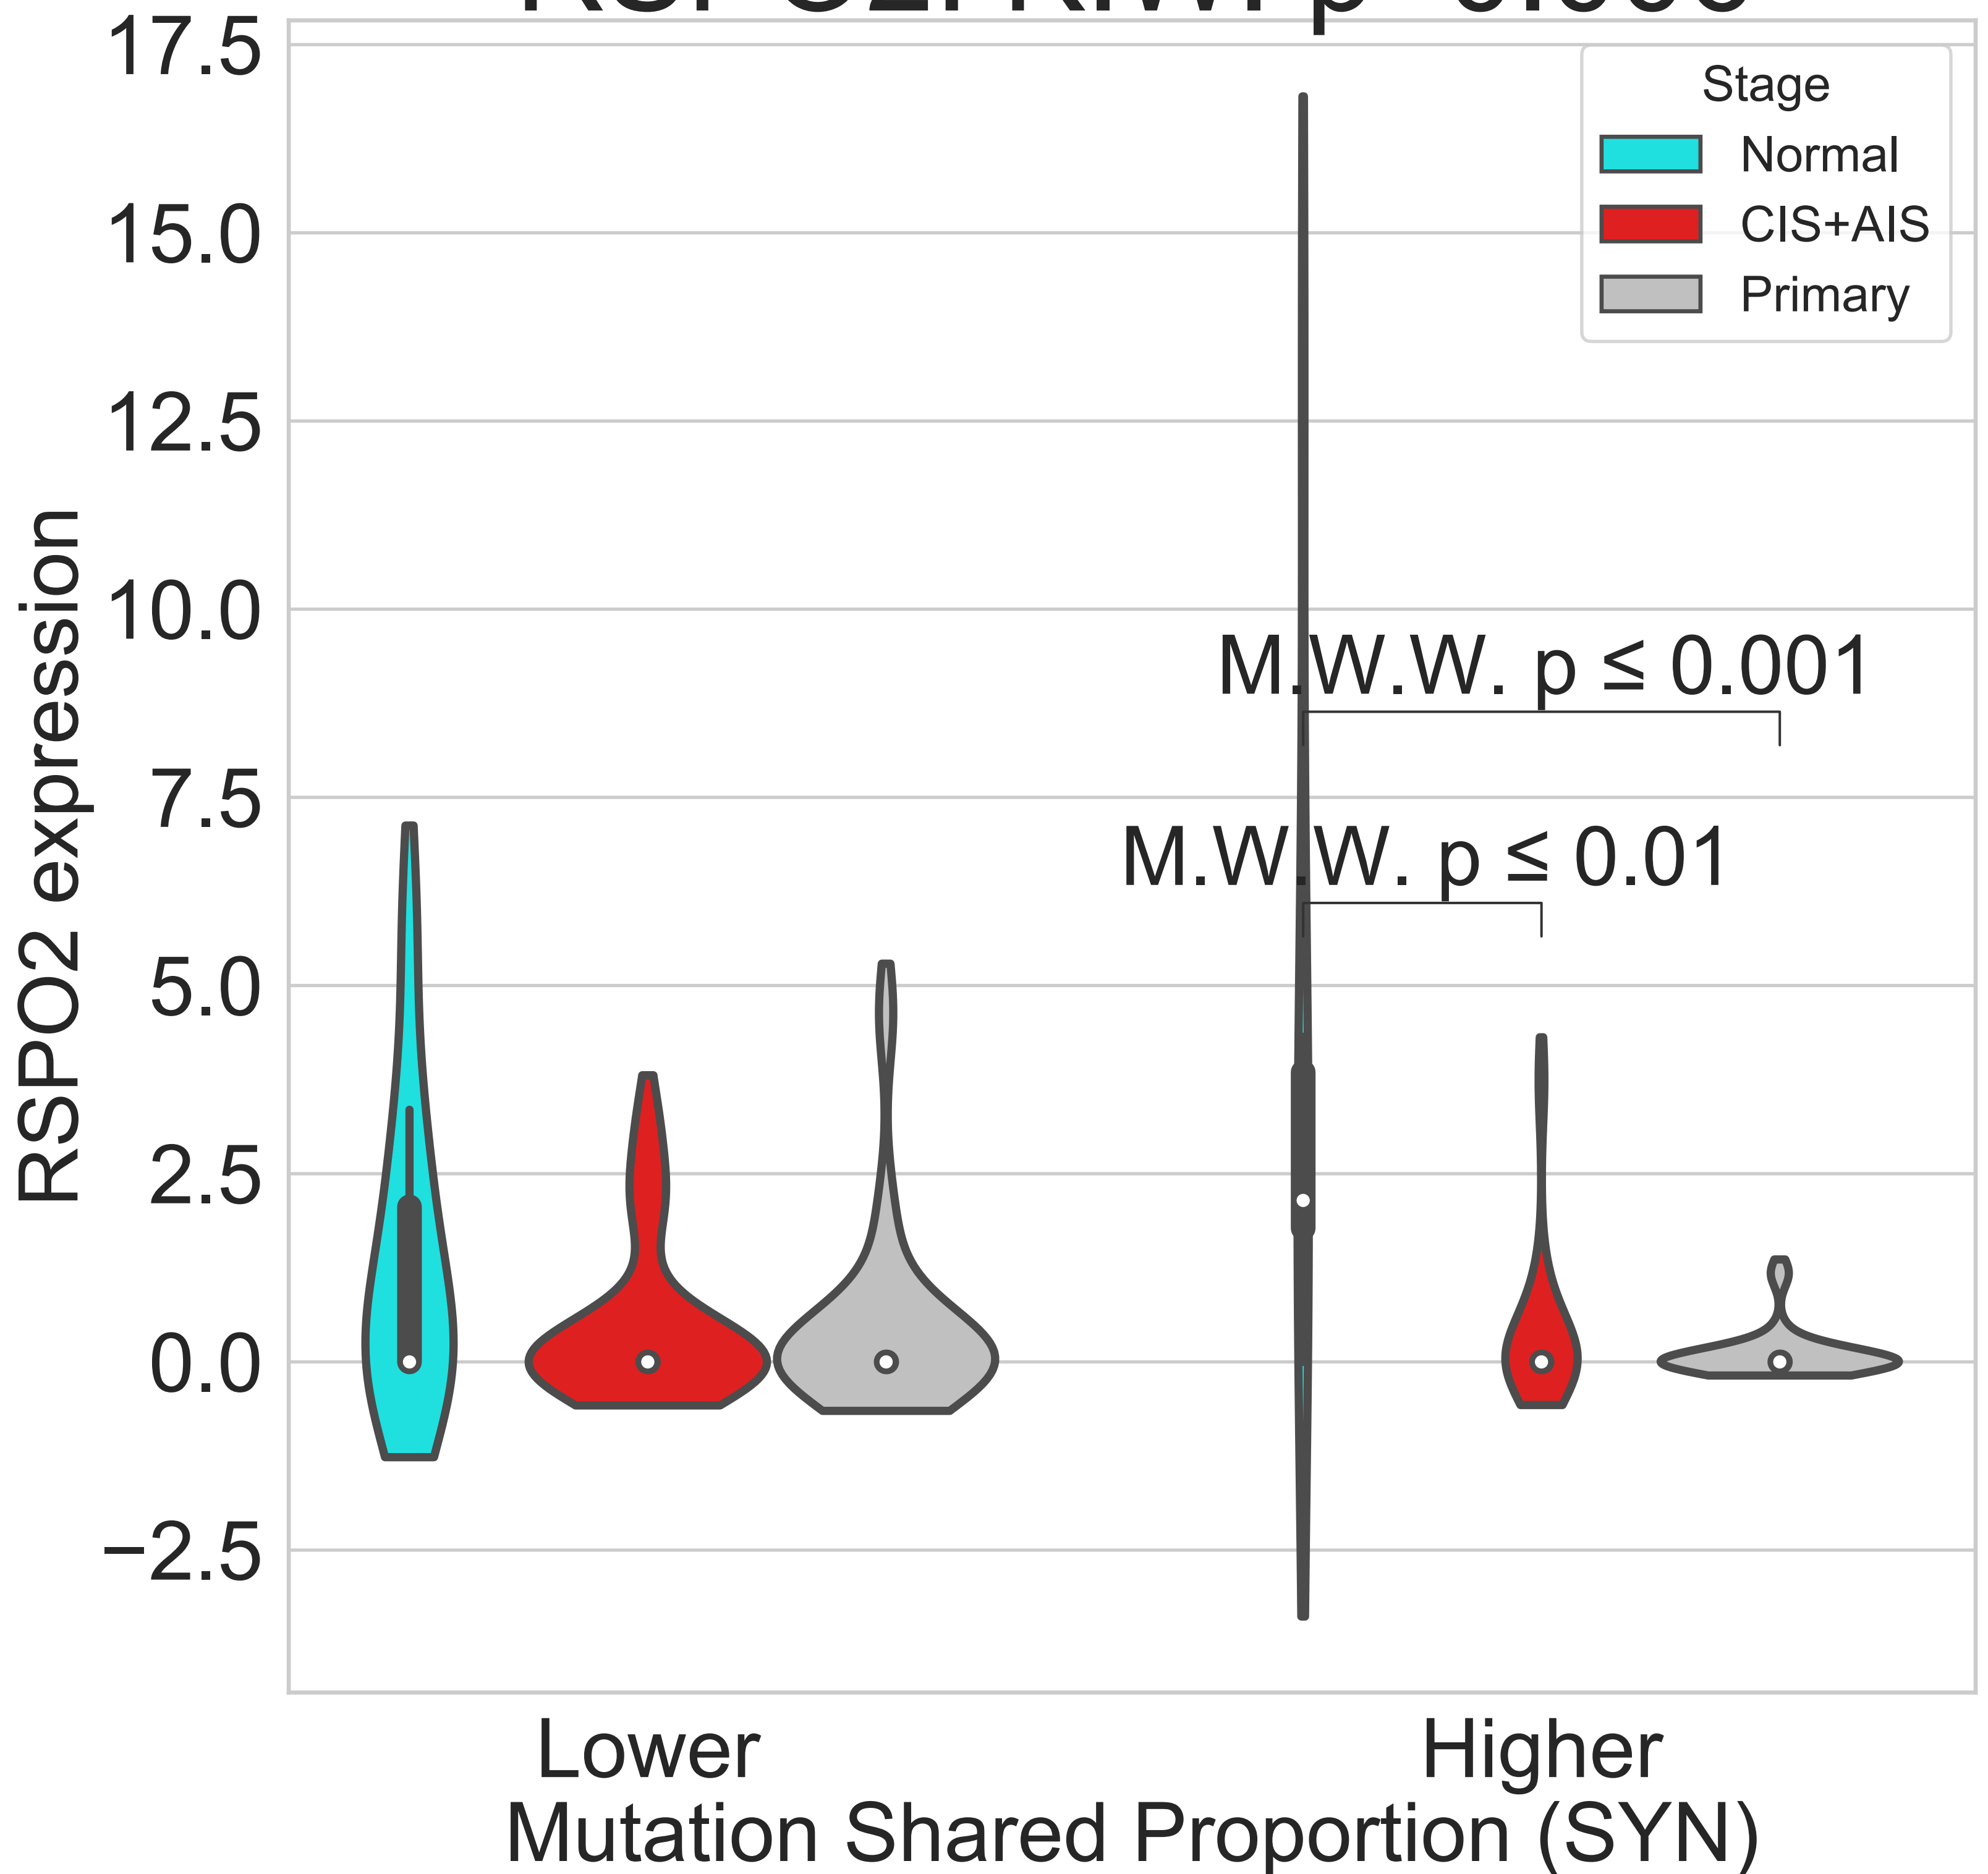 17.5
15.0
12.5
10.0
7.5
5.0
2.5
0.0
−2.5
RSPO2 expression
Stage
Normal
CIS+AIS
Primary
M.W.W. p ≤ 0.001
M.W.W. p ≤ 0.01
Lower Higher
Mutation Shared Proportion (SYN)